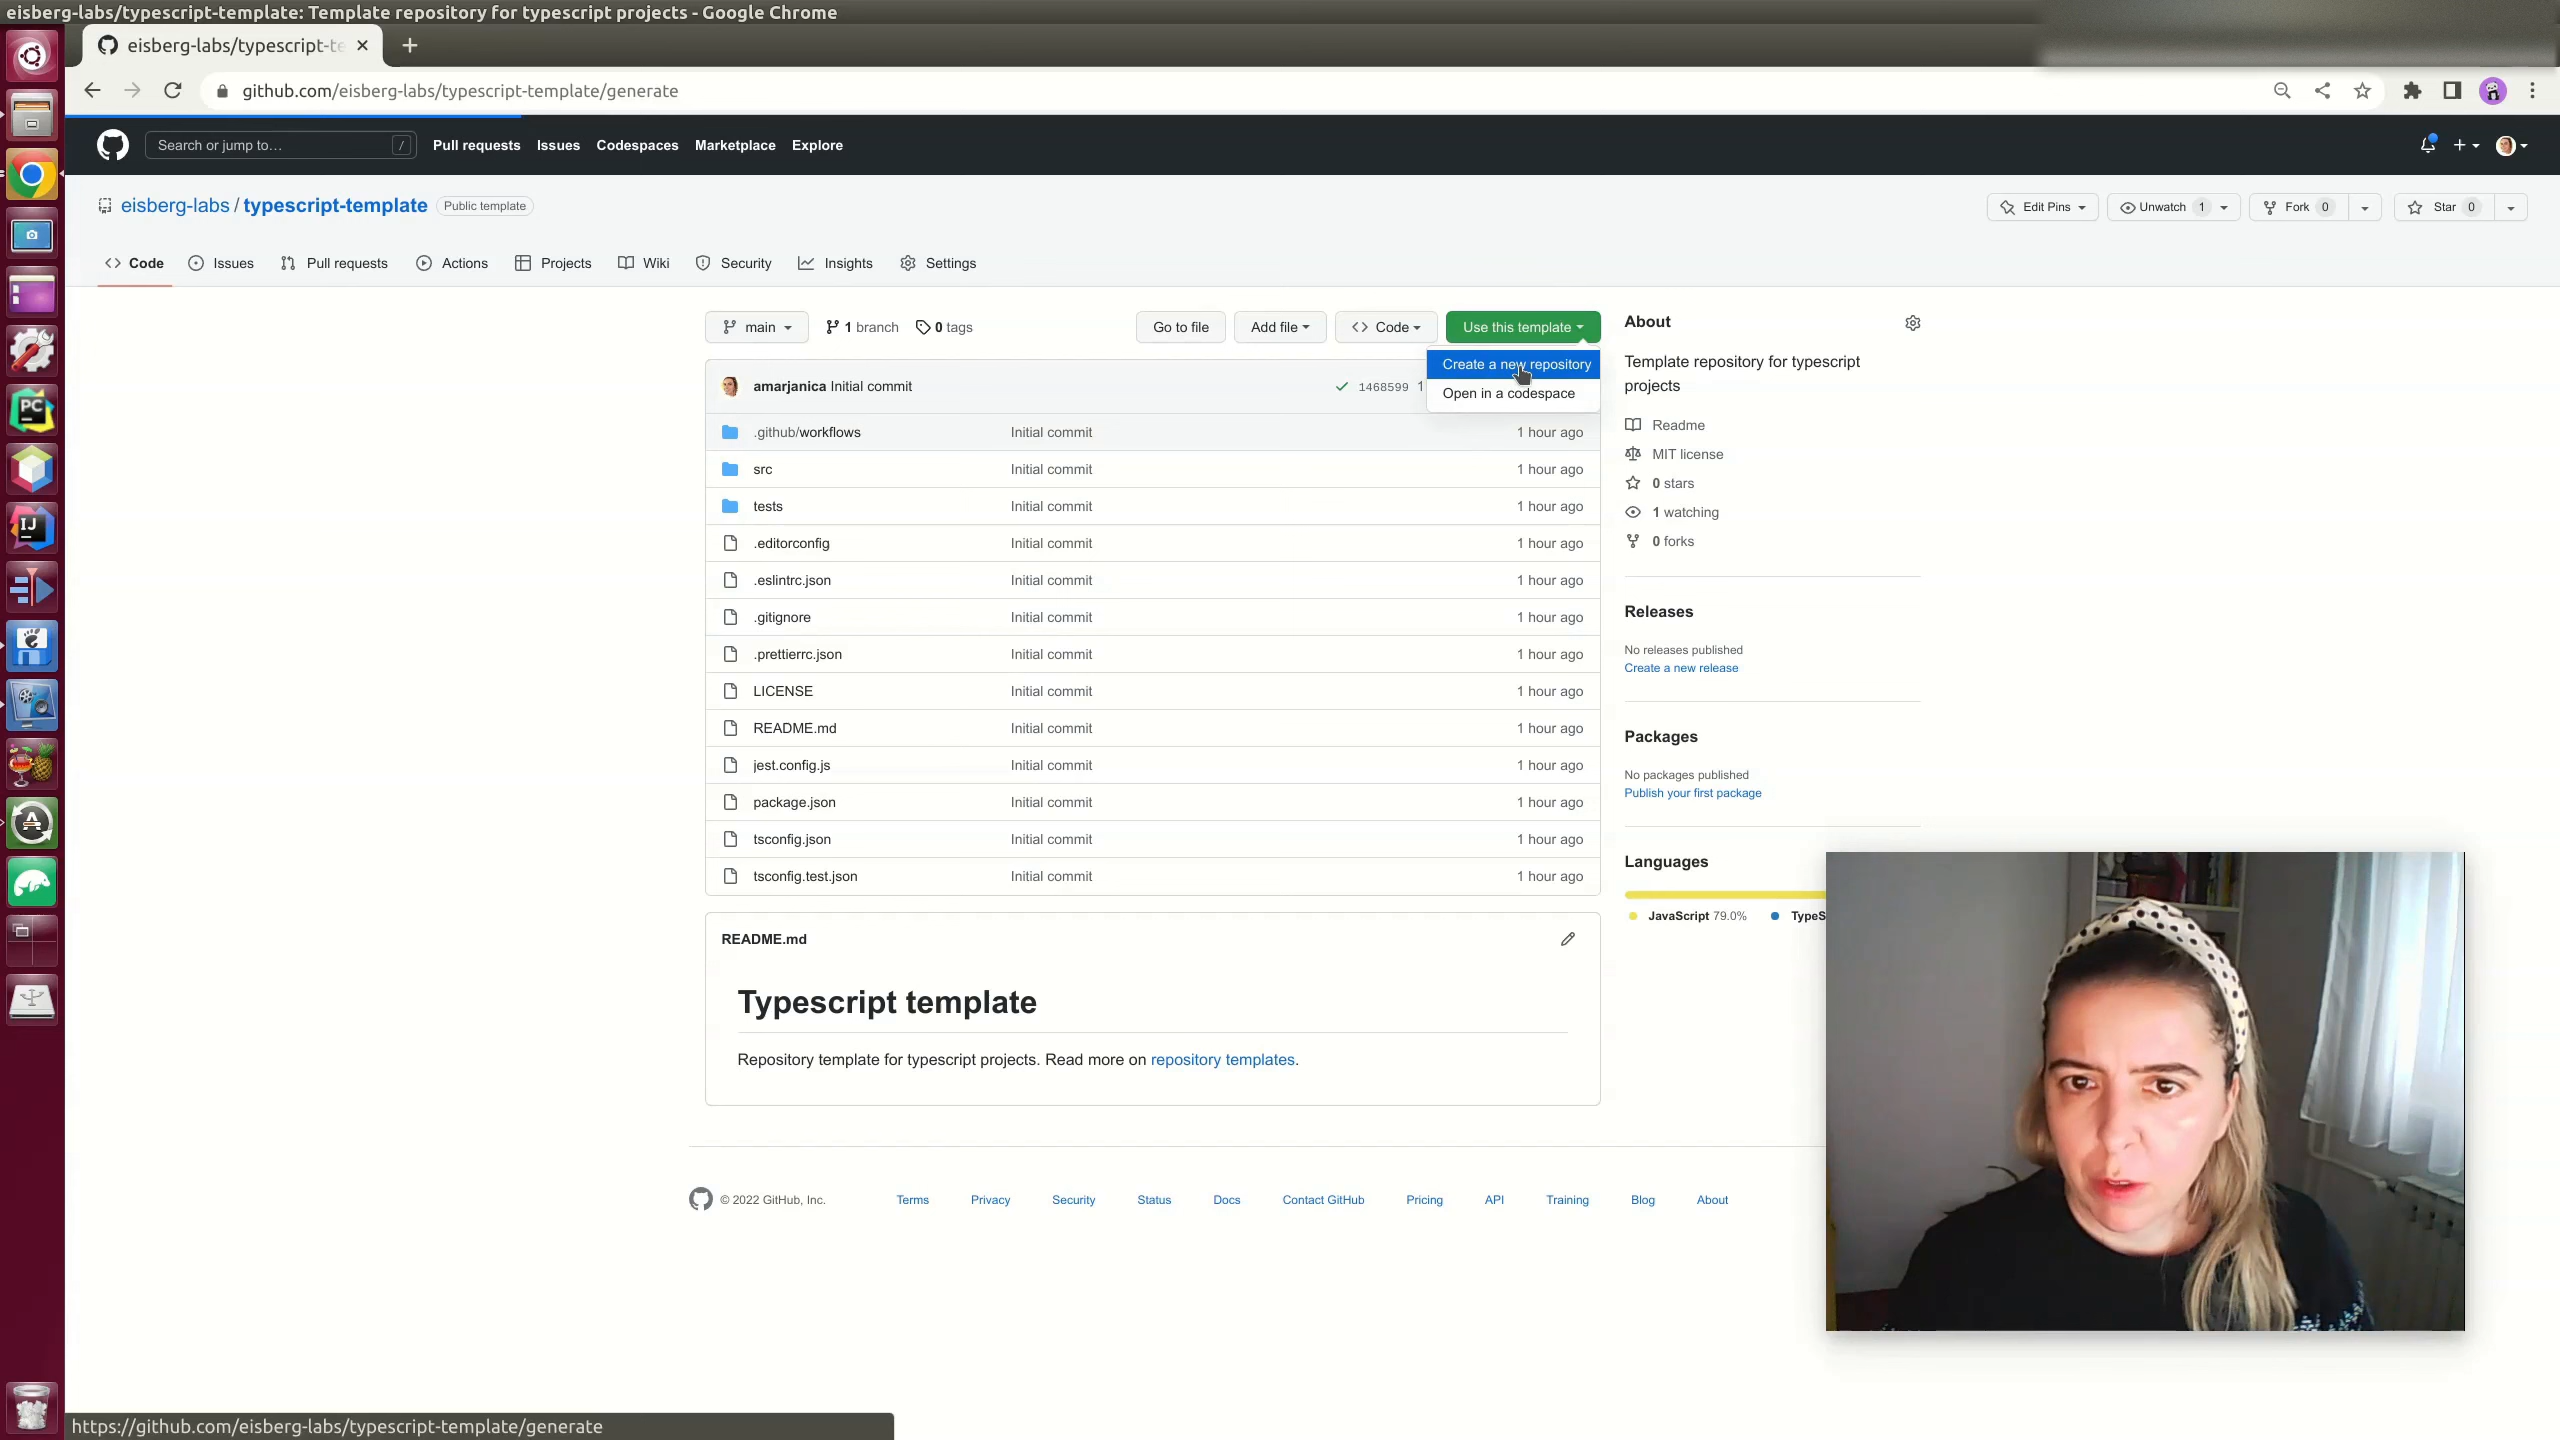 eisberg-labs/typescript-template: Template repository for typescript projects - Google Chrome
eisberg-labs/typescript-te
github.com/eisberg-labs/typescript-template/generate
Search or jump to… /
Pull requests Issues Codespaces Marketplace Explore
eisberg-labs / typescript-template Public template
Edit Pins Unwatch 1 Fork 0 Star 0
Code Issues Pull requests Actions Projects Wiki Security Insights Settings
main 1 branch 0 tags Go to file Add file Code Use this template
Create a new repository
Open in a codespace
amarjanica Initial commit 1468599 1
.github/workflows Initial commit 1 hour ago
src Initial commit 1 hour ago
tests Initial commit 1 hour ago
.editorconfig Initial commit 1 hour ago
.eslintrc.json Initial commit 1 hour ago
.gitignore Initial commit 1 hour ago
.prettierrc.json Initial commit 1 hour ago
LICENSE Initial commit 1 hour ago
README.md Initial commit 1 hour ago
jest.config.js Initial commit 1 hour ago
package.json Initial commit 1 hour ago
tsconfig.json Initial commit 1 hour ago
tsconfig.test.json Initial commit 1 hour ago
README.md
Typescript template
Repository template for typescript projects. Read more on repository templates.
About
Template repository for typescript
projects
Readme
MIT license
0 stars
1 watching
0 forks
Releases
No releases published
Create a new release
Packages
No packages published
Publish your first package
Languages
JavaScript 79.0% TypeS
© 2022 GitHub, Inc. Terms Privacy Security Status Docs Contact GitHub Pricing API Training Blog About
https://github.com/eisberg-labs/typescript-template/generate
PC
IJ
A